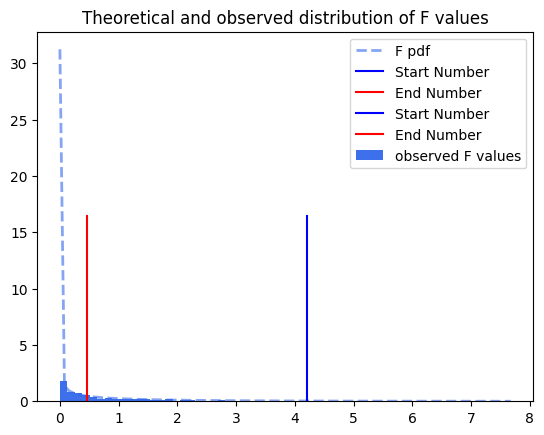 Theoretical and observed distribution of F values
F pdf
Start Number
End Number
Start Number
End Number
observed F values
30
25
20
15
10
5
0
0 1 2 3 4 5 6 7 8